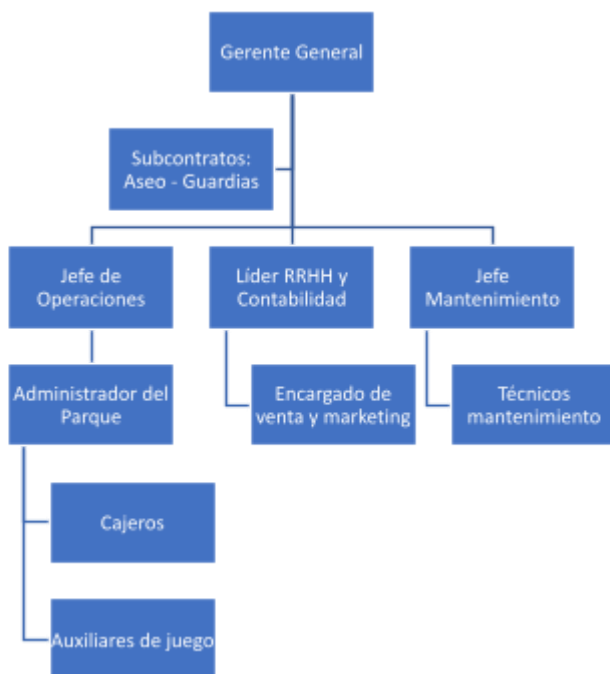 Gerente General
Subcontratos:
Aseo - Guardias
Jefe de
Operaciones
Líder RRHH y
Contabilidad
Jefe
Mantenimiento
Administrador del
Parque
Encargado de
venta y marketing
Técnicos
mantenimiento
Cajeros
Auxiliares de juego